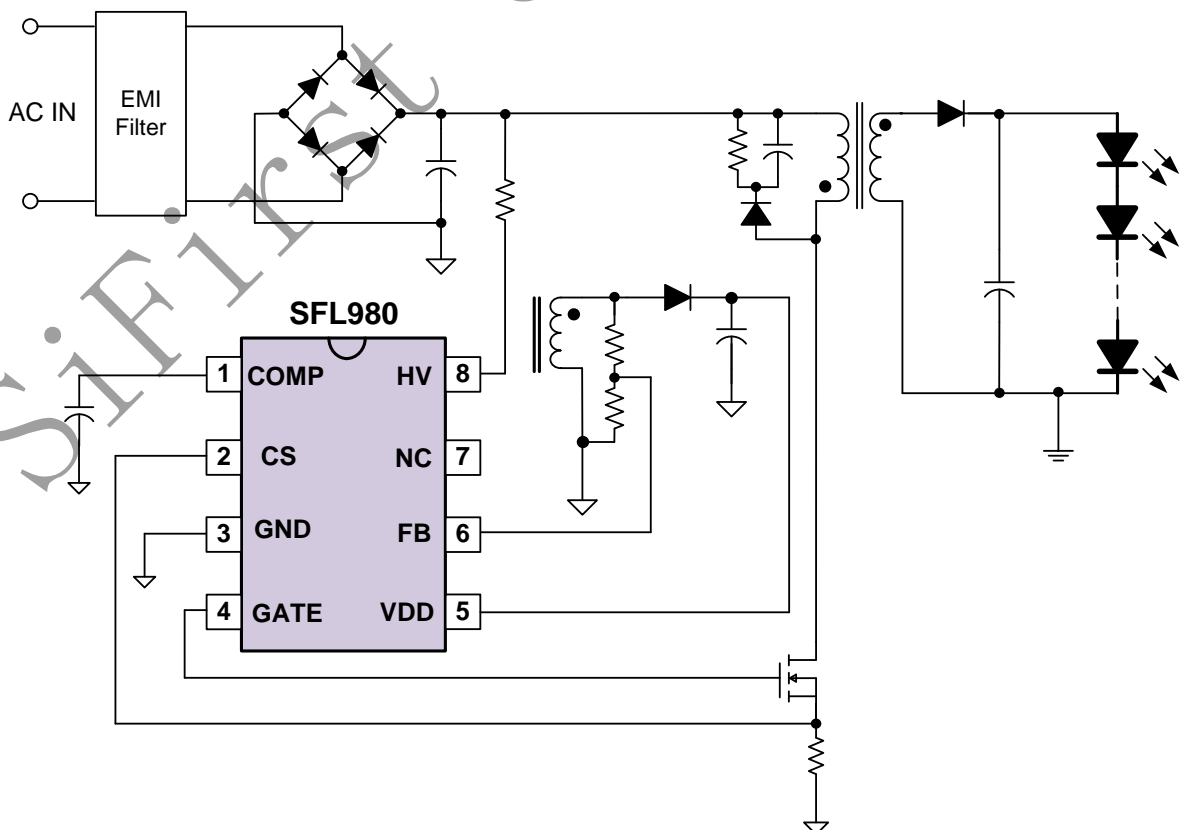 AC IN
EMI
Filter
SiFirst
SFL980
1 COMP HV 8
2 CS NC 7
3 GND FB 6
4 GATE VDD 5